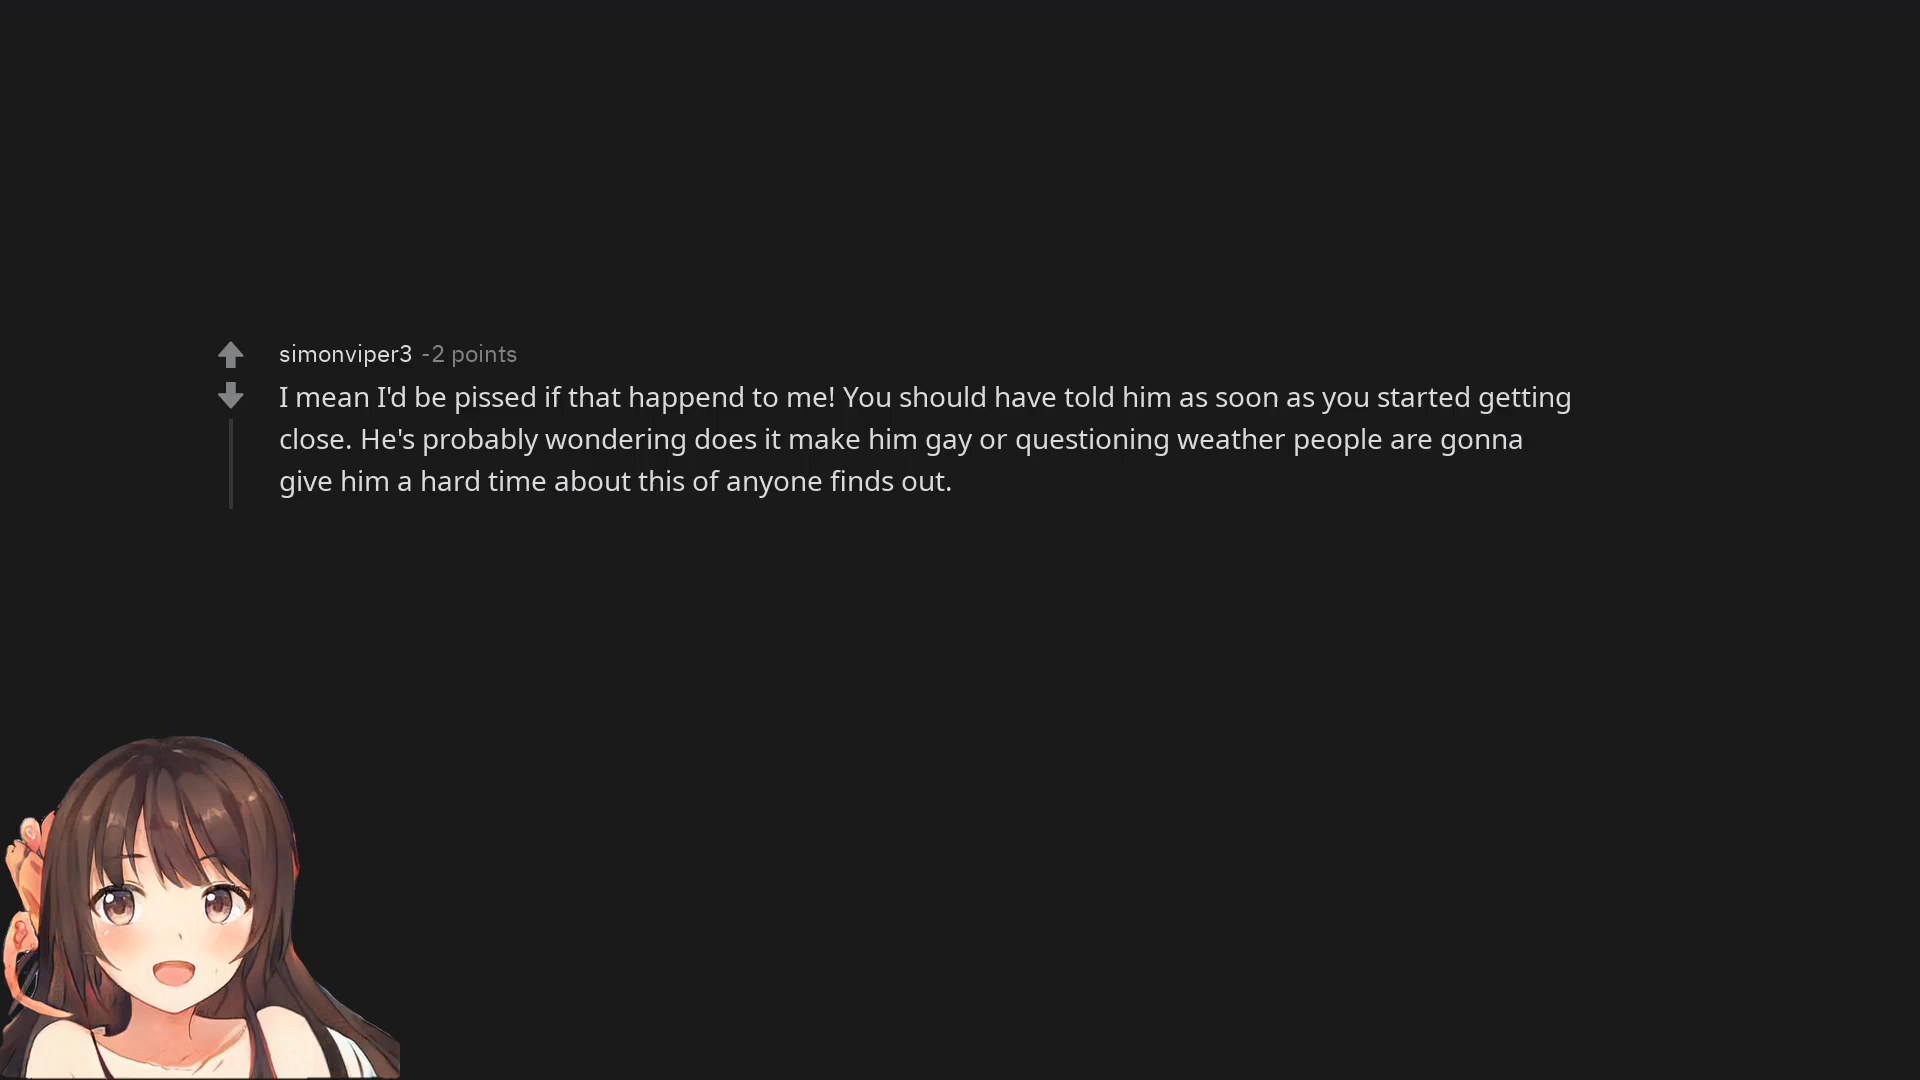 simonviper3 -2 points
I mean I'd be pissed if that happend to me! You should have told him as soon as you started getting
close. He's probably wondering does it make him gay or questioning weather people are gonna
give him a hard time about this of anyone finds out.